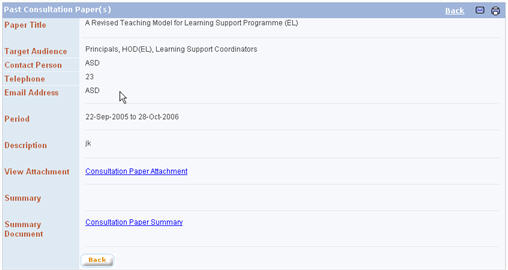 Past Consultation Paper(s) Back
Paper Title A Revised Teaching Model for Learning Support Programme (EL)
Target Audience Principals, HOD(EL), Learning Support Coordinators
Contact Person ASD
Telephone 23
Email Address ASD
Period 22-Sep-2005 to 28-Oct-2006
Description jk
View Attachment Consultation Paper Attachment
Summary
Summary Document Consultation Paper Summary
Back